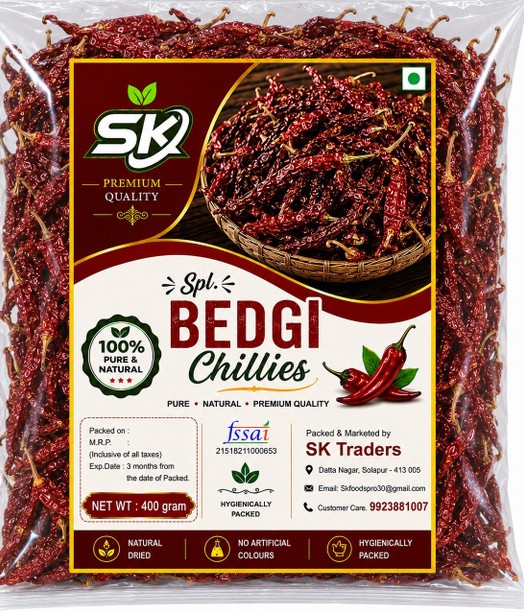 SK
PREMIUM
QUALITY
Spl.
BEDGI
Chillies
100%
PURE &
NATURAL
PURE • NATURAL • PREMIUM QUALITY
Packed on :
M.R.P. :
(Inclusive of all taxes)
Exp.Date : 3 months from
the date of Packed.
NET WT : 400 gram
fssai
21518211000653
HYGIENICALLY
PACKED
Packed & Marketed by
SK Traders
Datta Nagar, Solapur - 413 005
Email: Skfoodspro30@gmail.com
Customer Care. 9923881007
NATURAL
DRIED
NO ARTIFICIAL
COLOURS
HYGIENICALLY
PACKED